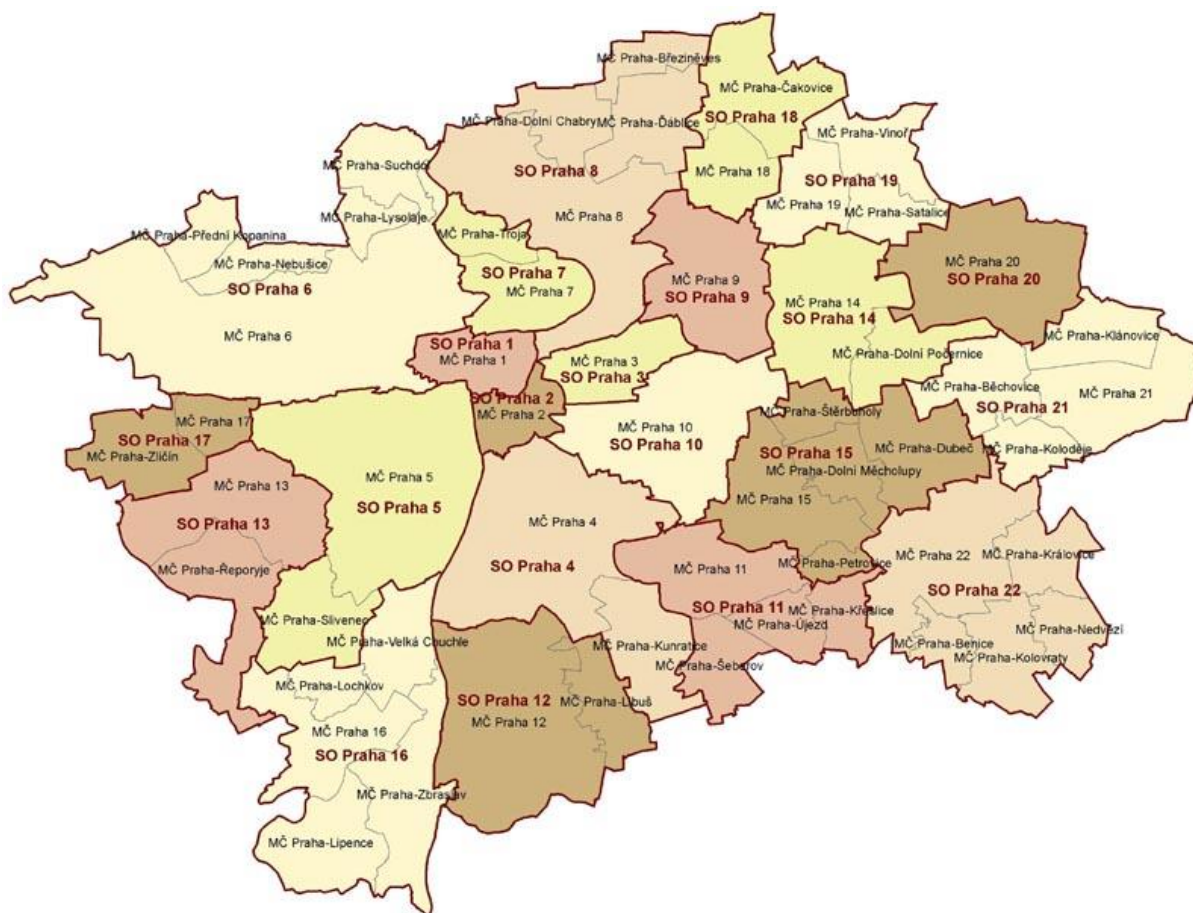 MČ Praha-Březiněves
MČ Praha-Čakovice
MČ Praha-Dolní Chabry
MČ Praha-Ďáblice
SO Praha 18
MČ Praha-Vinoř
MČ Praha-Suchdol
SO Praha 8
MČ Praha 18
SO Praha 19
MČ Praha 19
MČ Praha-Satalice
MČ Praha-Lysolaje
MČ Praha 8
MČ Praha-Přední Kopanina
MČ Praha-Troja
MČ Praha-Nebušice
SO Praha 6
SO Praha 7
MČ Praha 7
MČ Praha 9
SO Praha 9
MČ Praha 20
SO Praha 20
MČ Praha 14
SO Praha 14
MČ Praha 6
SO Praha 1
MČ Praha 1
MČ Praha 3
SO Praha 3
MČ Praha-Dolní Počernice
MČ Praha-Klánovice
MČ Praha-Běchovice
MČ Praha 21
SO Praha 21
SO Praha 2
MČ Praha 2
MČ Praha 17
SO Praha 17
MČ Praha-Zličín
MČ Praha 10
SO Praha 10
MČ Praha-Štěrboholy
SO Praha 15
MČ Praha-Dubeč
MČ Praha-Koloděje
MČ Praha-Dolní Měcholupy
MČ Praha 15
MČ Praha 13
SO Praha 13
MČ Praha 5
SO Praha 5
MČ Praha 4
SO Praha 4
MČ Praha-Řeporyje
MČ Praha 11
SO Praha 11
MČ Praha-Petrovice
MČ Praha 22
MČ Praha-Královice
SO Praha 22
MČ Praha-Křeslice
MČ Praha-Újezd
MČ Praha-Slivenec
MČ Praha-Velká Chuchle
MČ Praha-Kunratice
MČ Praha-Šeberov
MČ Praha-Nedvězí
MČ Praha-Benice
MČ Praha-Kolovraty
MČ Praha-Lochkov
SO Praha 12
MČ Praha 12
MČ Praha-Libuš
MČ Praha 16
SO Praha 16
MČ Praha-Zbraslav
MČ Praha-Lipence